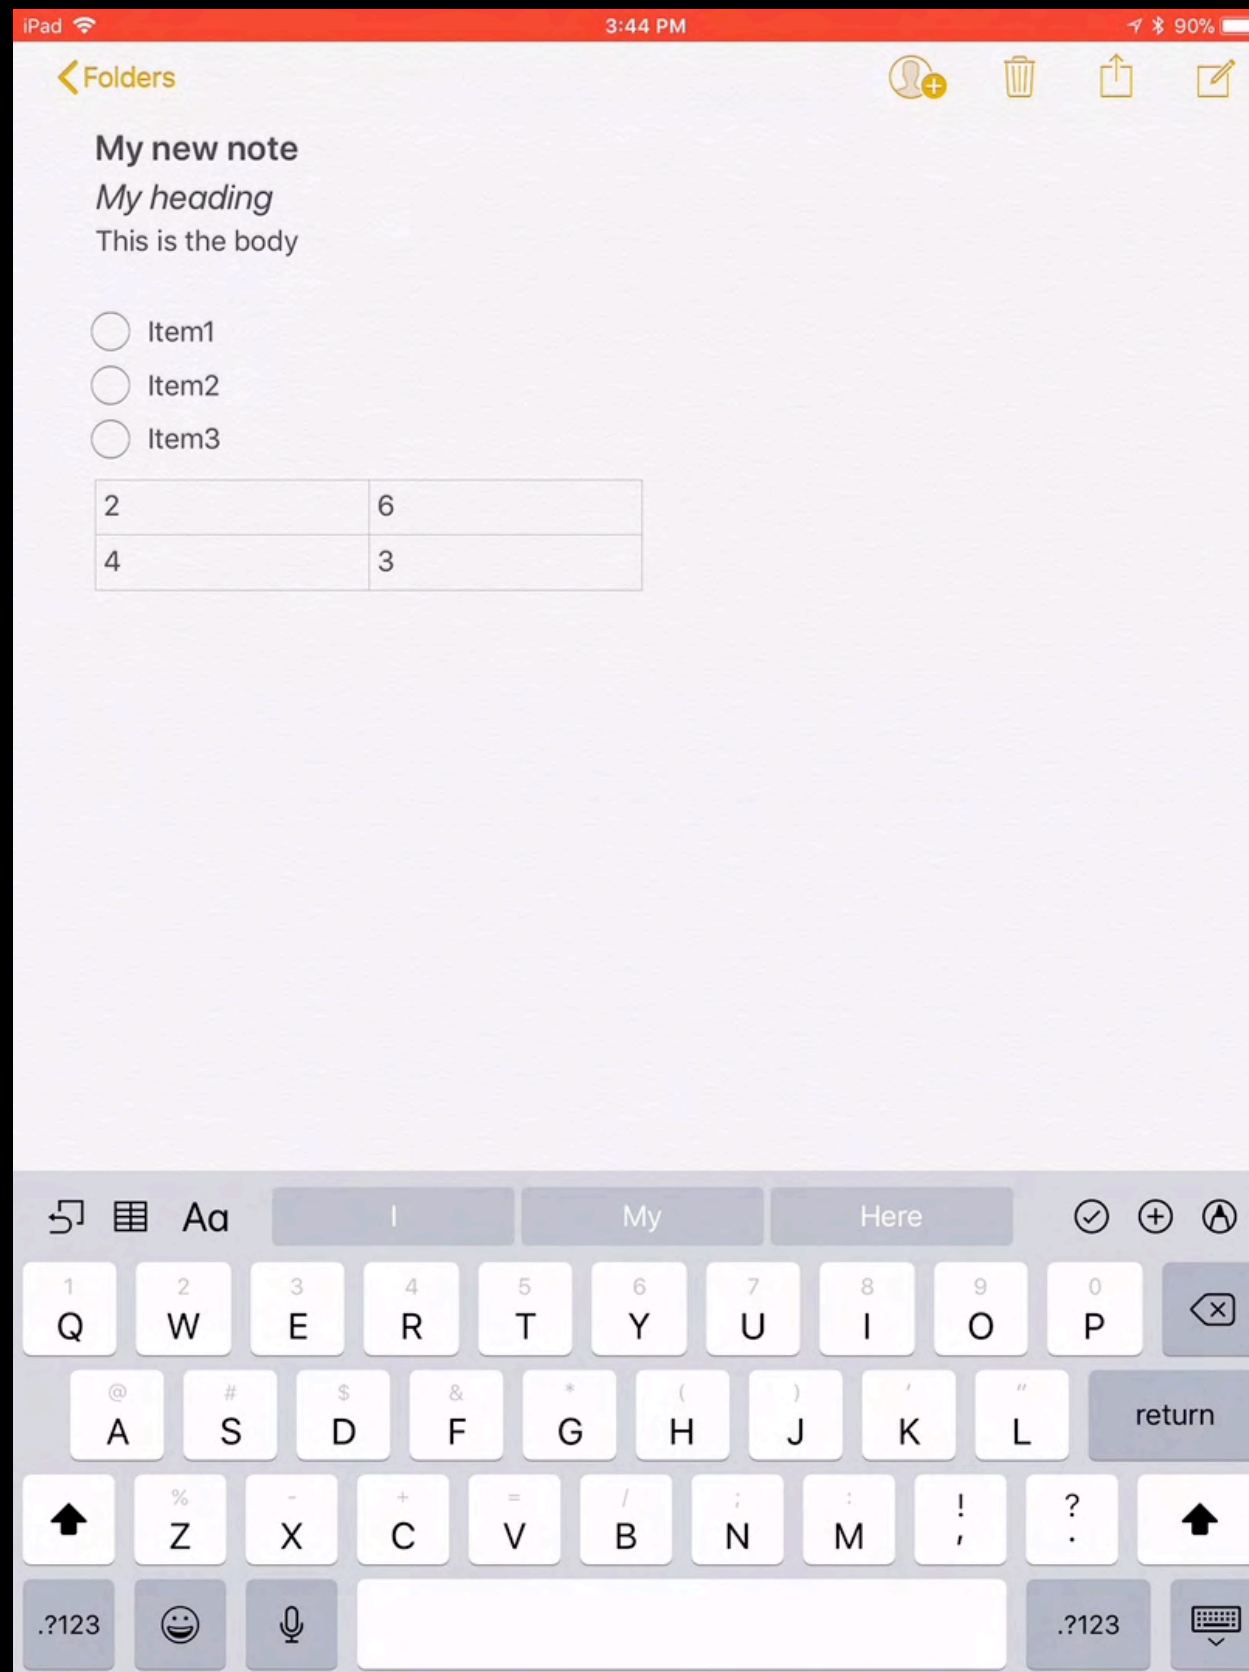 iPad 3:44 PM 90%
Folders
My new note
My heading
This is the body
Item1
Item2
Item3
2 6
4 3
Aa I My Here
1 2 3 4 5 6 7 8 9 0
Q W E R T Y U I O P
@ # $ & * ( ) ' "
A S D F G H J K L return
% - + = / ; : ! ?
Z X C V B N M , .
.?123 .?123